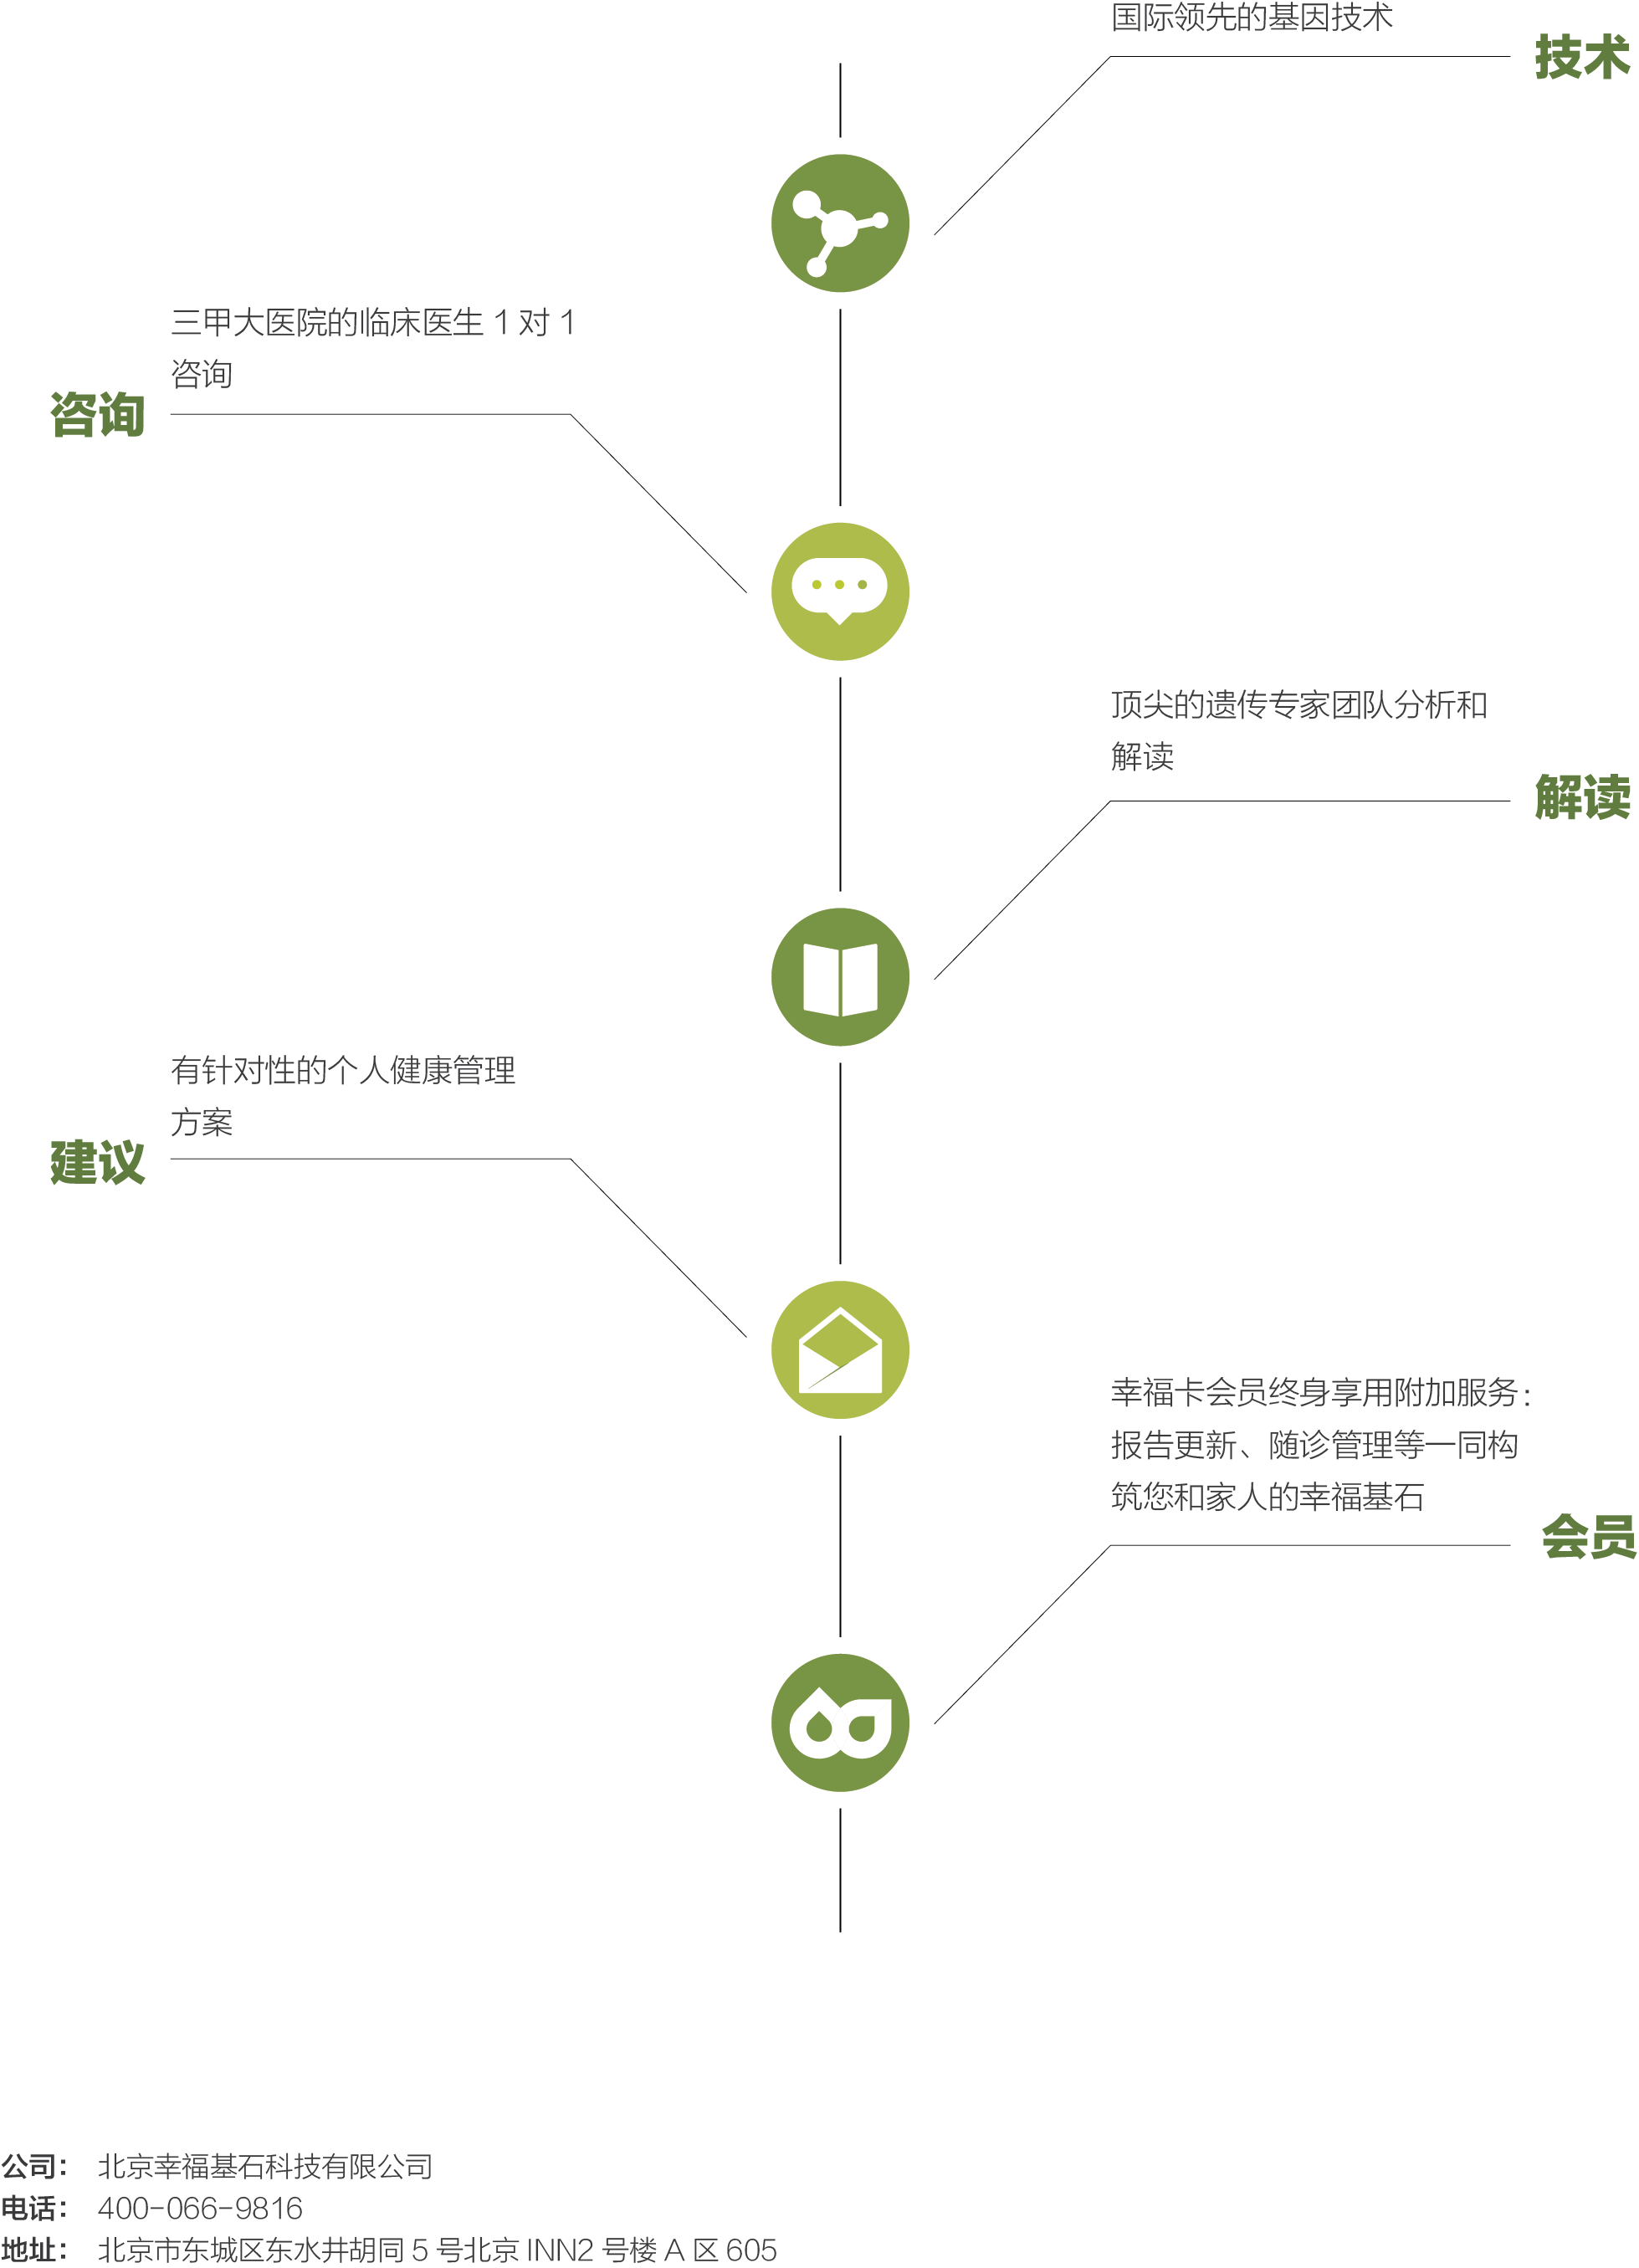 国际领先的基因技术
技术
三甲大医院的临床医生 1 对 1
咨询
咨询
顶尖的遗传专家团队分析和
解读
解读
有针对性的个人健康管理
方案
建议
幸福卡会员终身享用附加服务：
报告更新、随诊管理等一同构
筑您和家人的幸福基石
会员
公司： 北京幸福基石科技有限公司
电话： 400-066-9816
地址： 北京市东城区东水井胡同 5 号北京 INN2 号楼 A 区 605